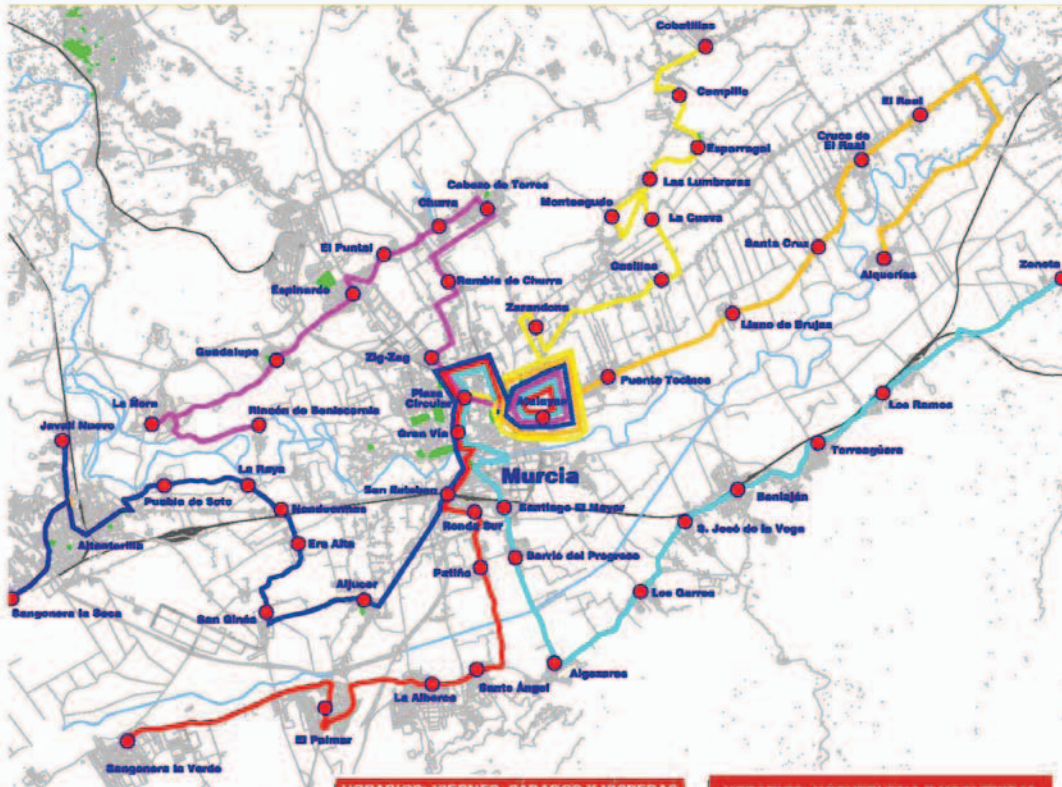 Cobatillas
Campillo
El Raal
Esparragal
Cruce de
El Raal
Las Lumbreras
Cabezo de Torres
Churra
Monteagudo
La Cueva
El Puntal
Santa Cruz
Casillas
Alquerías
Zeneta
Espinardo
Rambla de Churra
Zarandona
Llano de Brujas
Guadalupe
Zig-Zag
Puente Tocinos
La Ñora
Plaza
Circular
Atalayas
Los Ramos
Javalí Nuevo
Rincón de Beniscornia
Gran Vía
Torreagüera
La Raya
Murcia
Puebla de Soto
San Esteban
Beniaján
Santiago El Mayor
Nonduermas
Ronda Sur
S. José de la Vega
Alcantarilla
Era Alta
Barrio del Progreso
Patiño
Aljucer
Los Garres
Sangonera la Seca
San Ginés
Algezares
Santo Ángel
La Alberca
El Palmar
Sangonera la Verde